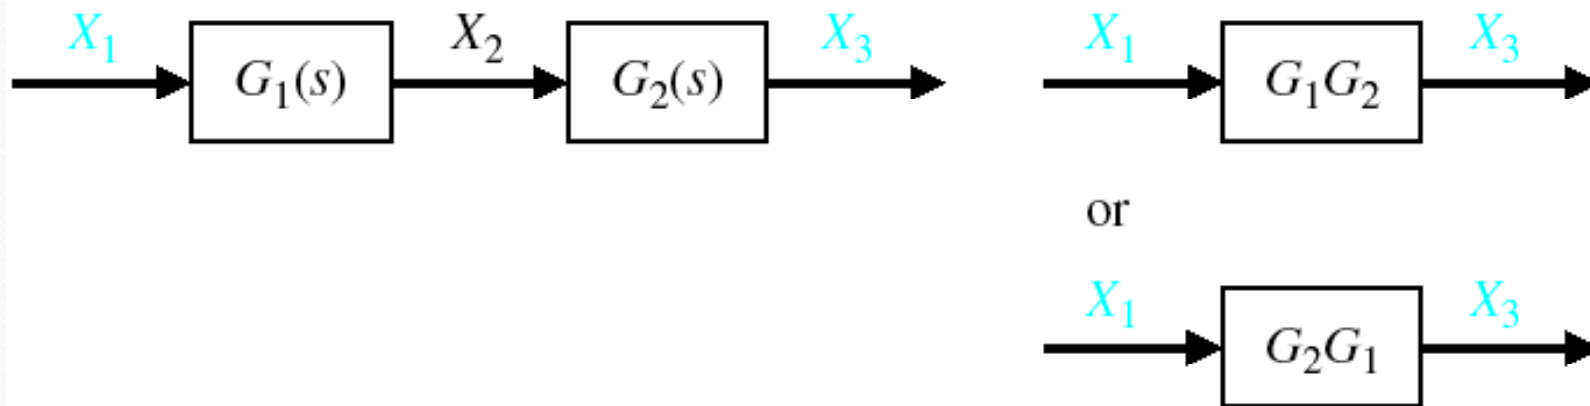 X₁ G₁(s) X₂ G₂(s) X₃
X₁ G₁G₂ X₃
or
X₁ G₂G₁ X₃